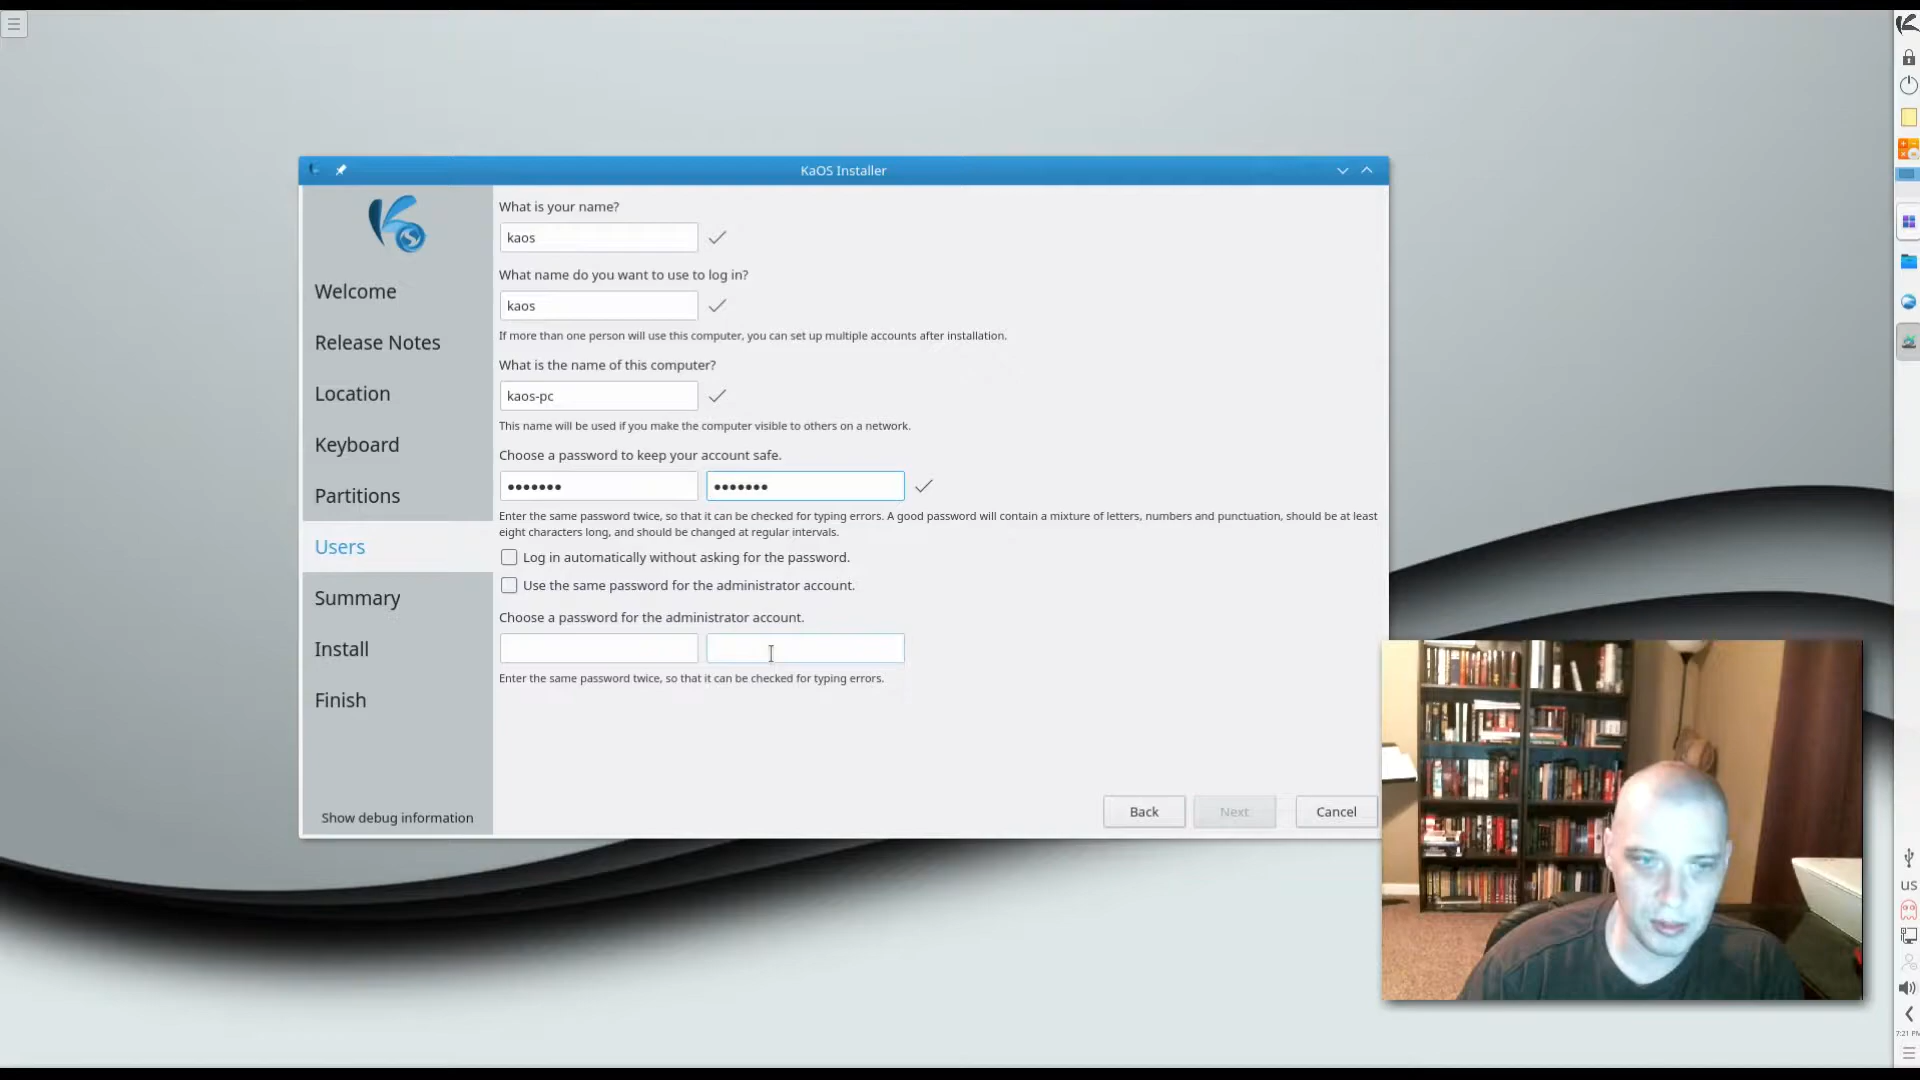 KaOS Installer
What is your name?
kaos
What name do you want to use to log in?
kaos
If more than one person will use this computer, you can set up multiple accounts after installation.
What is the name of this computer?
kaos-pc
This name will be used if you make the computer visible to others on a network.
Choose a password to keep your account safe.
Enter the same password twice, so that it can be checked for typing errors. A good password will contain a mixture of letters, numbers and punctuation, should be at least
eight characters long, and should be changed at regular intervals.
Log in automatically without asking for the password.
Use the same password for the administrator account.
Choose a password for the administrator account.
Enter the same password twice, so that it can be checked for typing errors.
Welcome
Release Notes
Location
Keyboard
Partitions
Users
Summary
Install
Finish
Show debug information
Back
Next
Cancel
US
7:21 PM